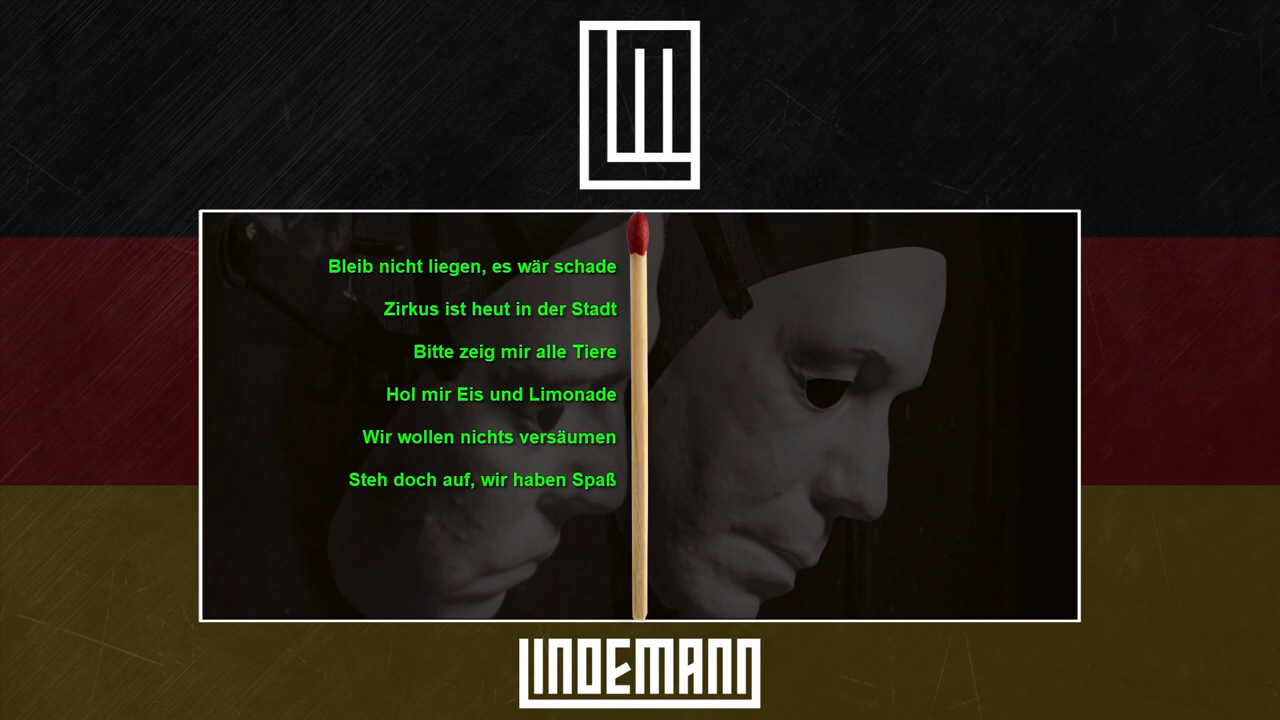 Bleib nicht liegen, es wär schade
Zirkus ist heut in der Stadt
Bitte zeig mir alle Tiere
Hol mir Eis und Limonade
Wir wollen nichts versäumen
Steh doch auf, wir haben Spaß
LINDEMANN